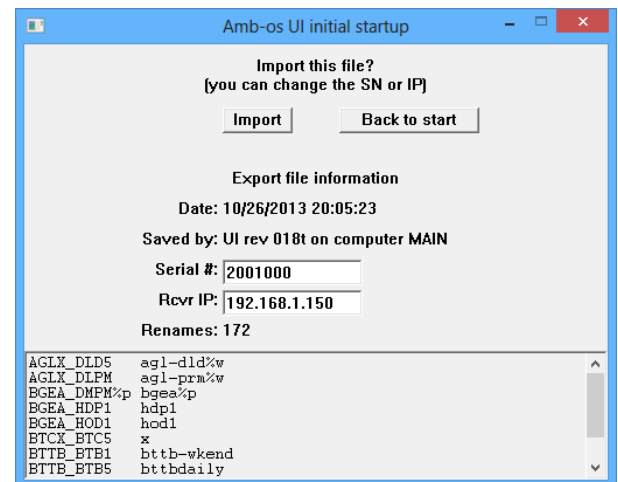 Amb-os UI initial startup
Import this file?
(you can change the SN or IP)
Import Back to start
Export file information
Date: 10/26/2013 20:05:23
Saved by: UI rev 018t on computer MAIN
Serial #: 2001000
Rcvr IP: 192.168.1.150
Renames: 172
AGLX_DLD5 agl-dld%w
AGLX_DLPM agl-prm%w
BGEA_DMPM%p bgea%p
BGEA_HDP1 hdp1
BGEA_HOD1 hod1
BTCX_BTC5 x
BTTB_BTB1 bttb-wkend
BTTB_BTB5 bttbdaily